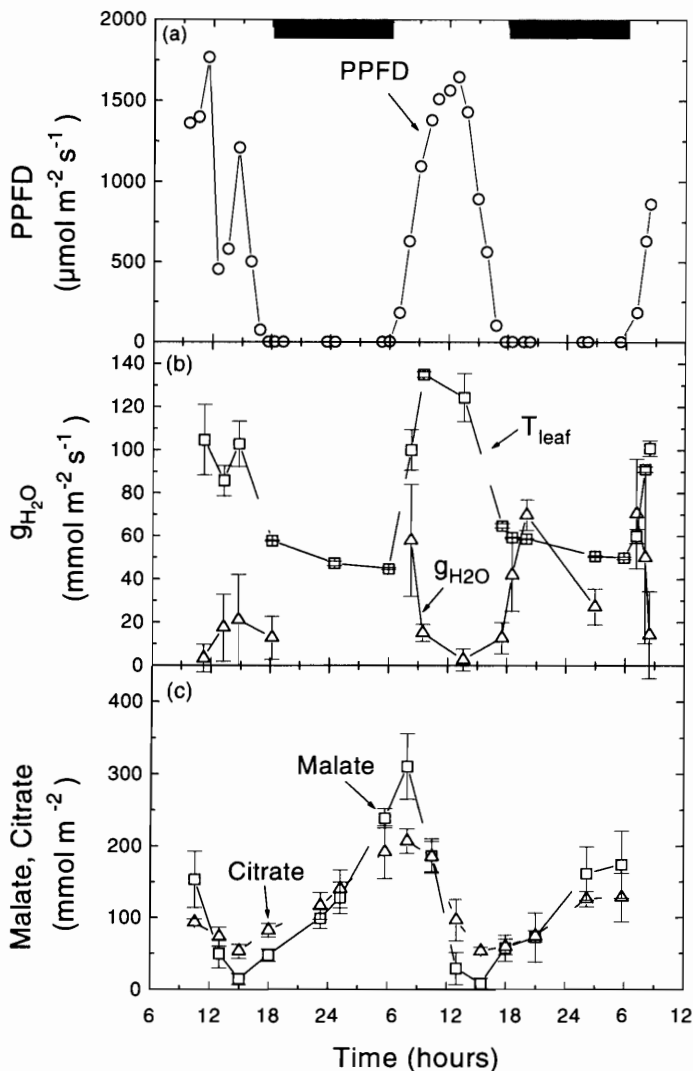 (a)
2000
1500
1000
500
0
PPFD
(μmol m⁻² s⁻¹)
PPFD
(b)
140
120
100
80
60
40
20
0
gH₂O
(mmol m⁻² s⁻¹)
Tleaf
gH2O
(c)
400
300
200
100
0
Malate, Citrate
(mmol m⁻²)
Malate
Citrate
6 12 18 24 6 12 18 24 6 12
Time (hours)